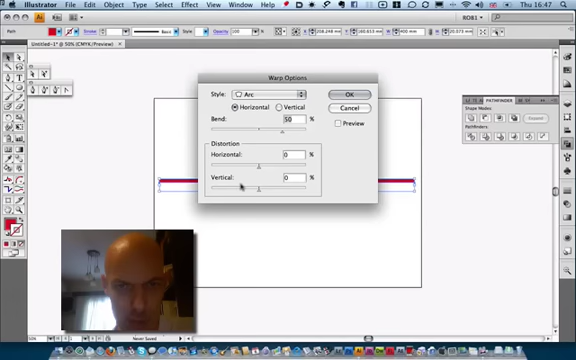 Illustrator File Edit Object Type Select Effect View Window Help Thu 16:47
ROB1
Path Stroke: Basic Style: Opacity: 100
Untitled-1* @ 50% (CMYK/Preview)
Warp Options
Style: Arc OK
Horizontal Vertical Cancel
Bend: 50 % Preview
Distortion
Horizontal: 0 %
Vertical: 0 %
PATHFINDER
Shape Modes:
Expand
Pathfinders:
50% 1 Never Saved